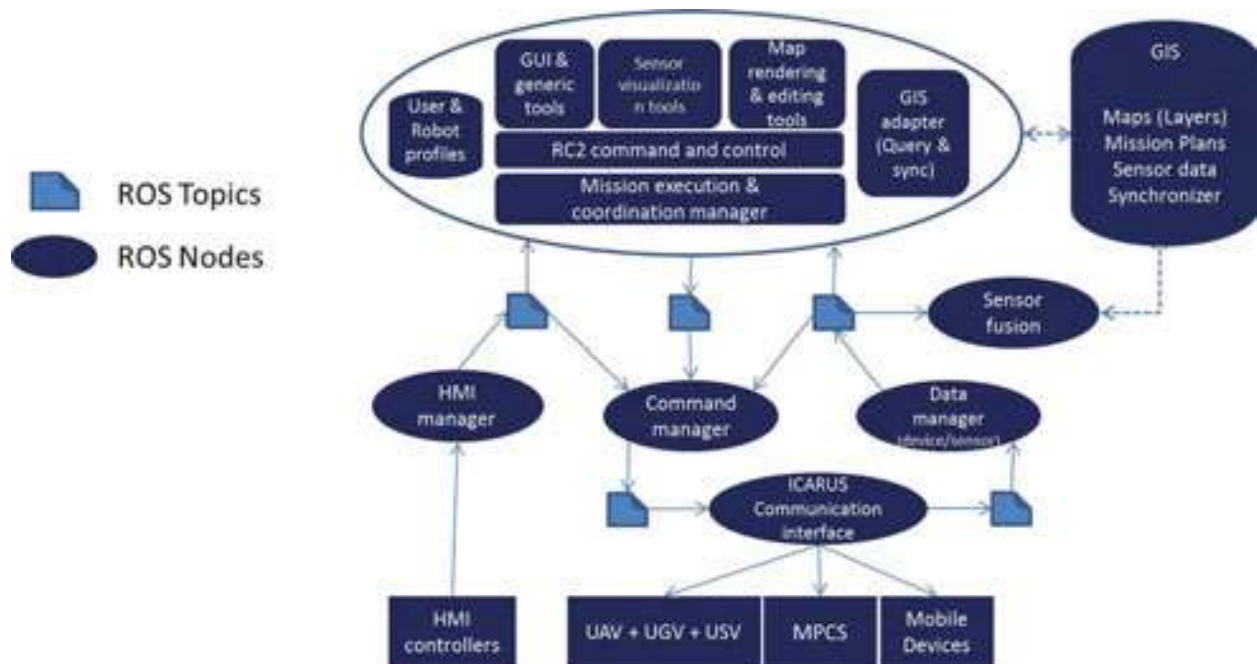 GUI &
generic
tools
Sensor
visualizatio
n tools
Map
rendering
& editing
tools
GIS
adapter
(Query &
sync)
User &
Robot
profiles
RC2 command and control
Mission execution &
coordination manager
GIS
Maps (Layers)
Mission Plans
Sensor data
Synchronizer
ROS Topics
ROS Nodes
Sensor
fusion
HMI
manager
Command
manager
Data
manager
(device/sensor)
ICARUS
Communication
interface
HMI
controllers
UAV + UGV + USV
MPCS
Mobile
Devices